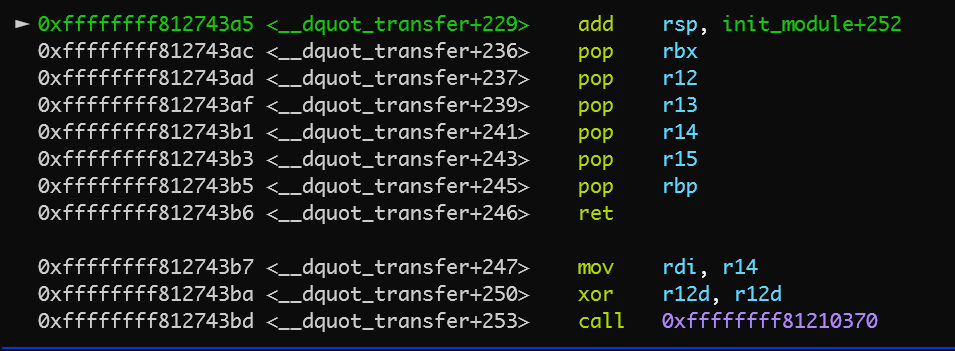 ► 0xffffffff812743a5 <__dquot_transfer+229> add rsp, init_module+252
0xffffffff812743ac <__dquot_transfer+236> pop rbx
0xffffffff812743ad <__dquot_transfer+237> pop r12
0xffffffff812743af <__dquot_transfer+239> pop r13
0xffffffff812743b1 <__dquot_transfer+241> pop r14
0xffffffff812743b3 <__dquot_transfer+243> pop r15
0xffffffff812743b5 <__dquot_transfer+245> pop rbp
0xffffffff812743b6 <__dquot_transfer+246> ret
0xffffffff812743b7 <__dquot_transfer+247> mov rdi, r14
0xffffffff812743ba <__dquot_transfer+250> xor r12d, r12d
0xffffffff812743bd <__dquot_transfer+253> call 0xffffffff81210370